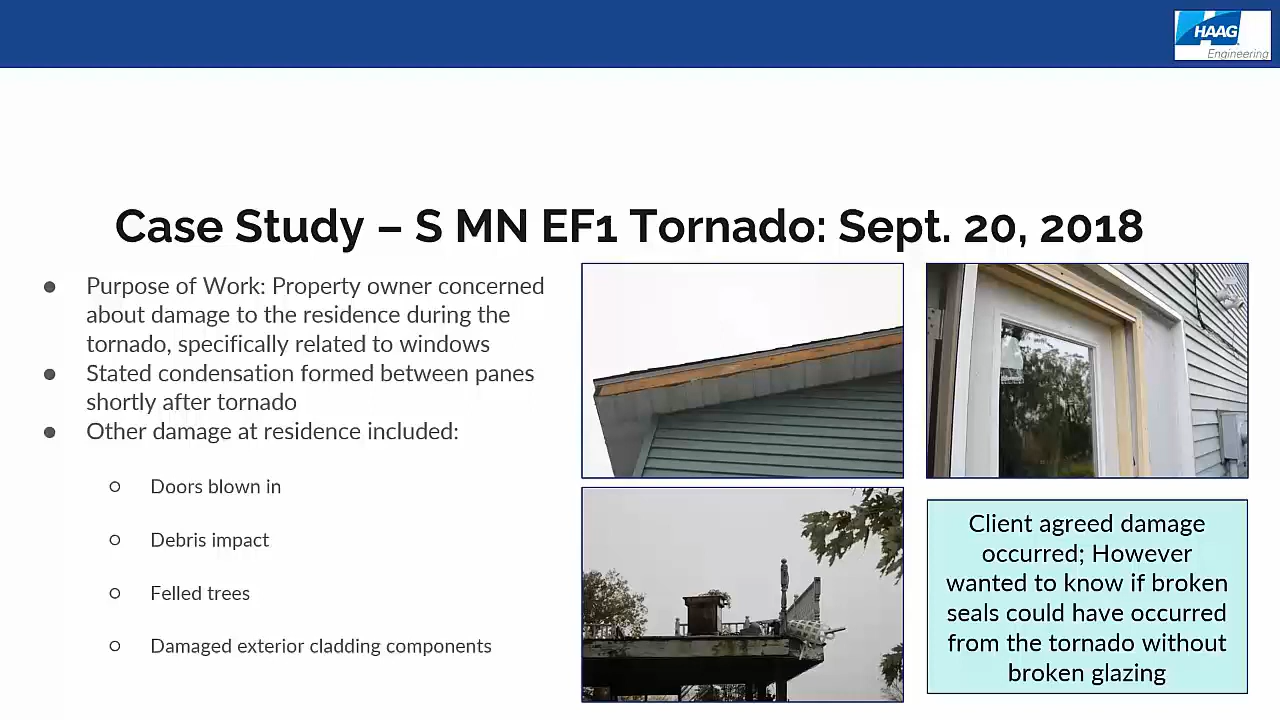 HAAG
Engineering
Case Study – S MN EF1 Tornado: Sept. 20, 2018
● Purpose of Work: Property owner concerned
about damage to the residence during the
tornado, specifically related to windows
● Stated condensation formed between panes
shortly after tornado
● Other damage at residence included:
○ Doors blown in
○ Debris impact
○ Felled trees
○ Damaged exterior cladding components
Client agreed damage
occurred; However
wanted to know if broken
seals could have occurred
from the tornado without
broken glazing